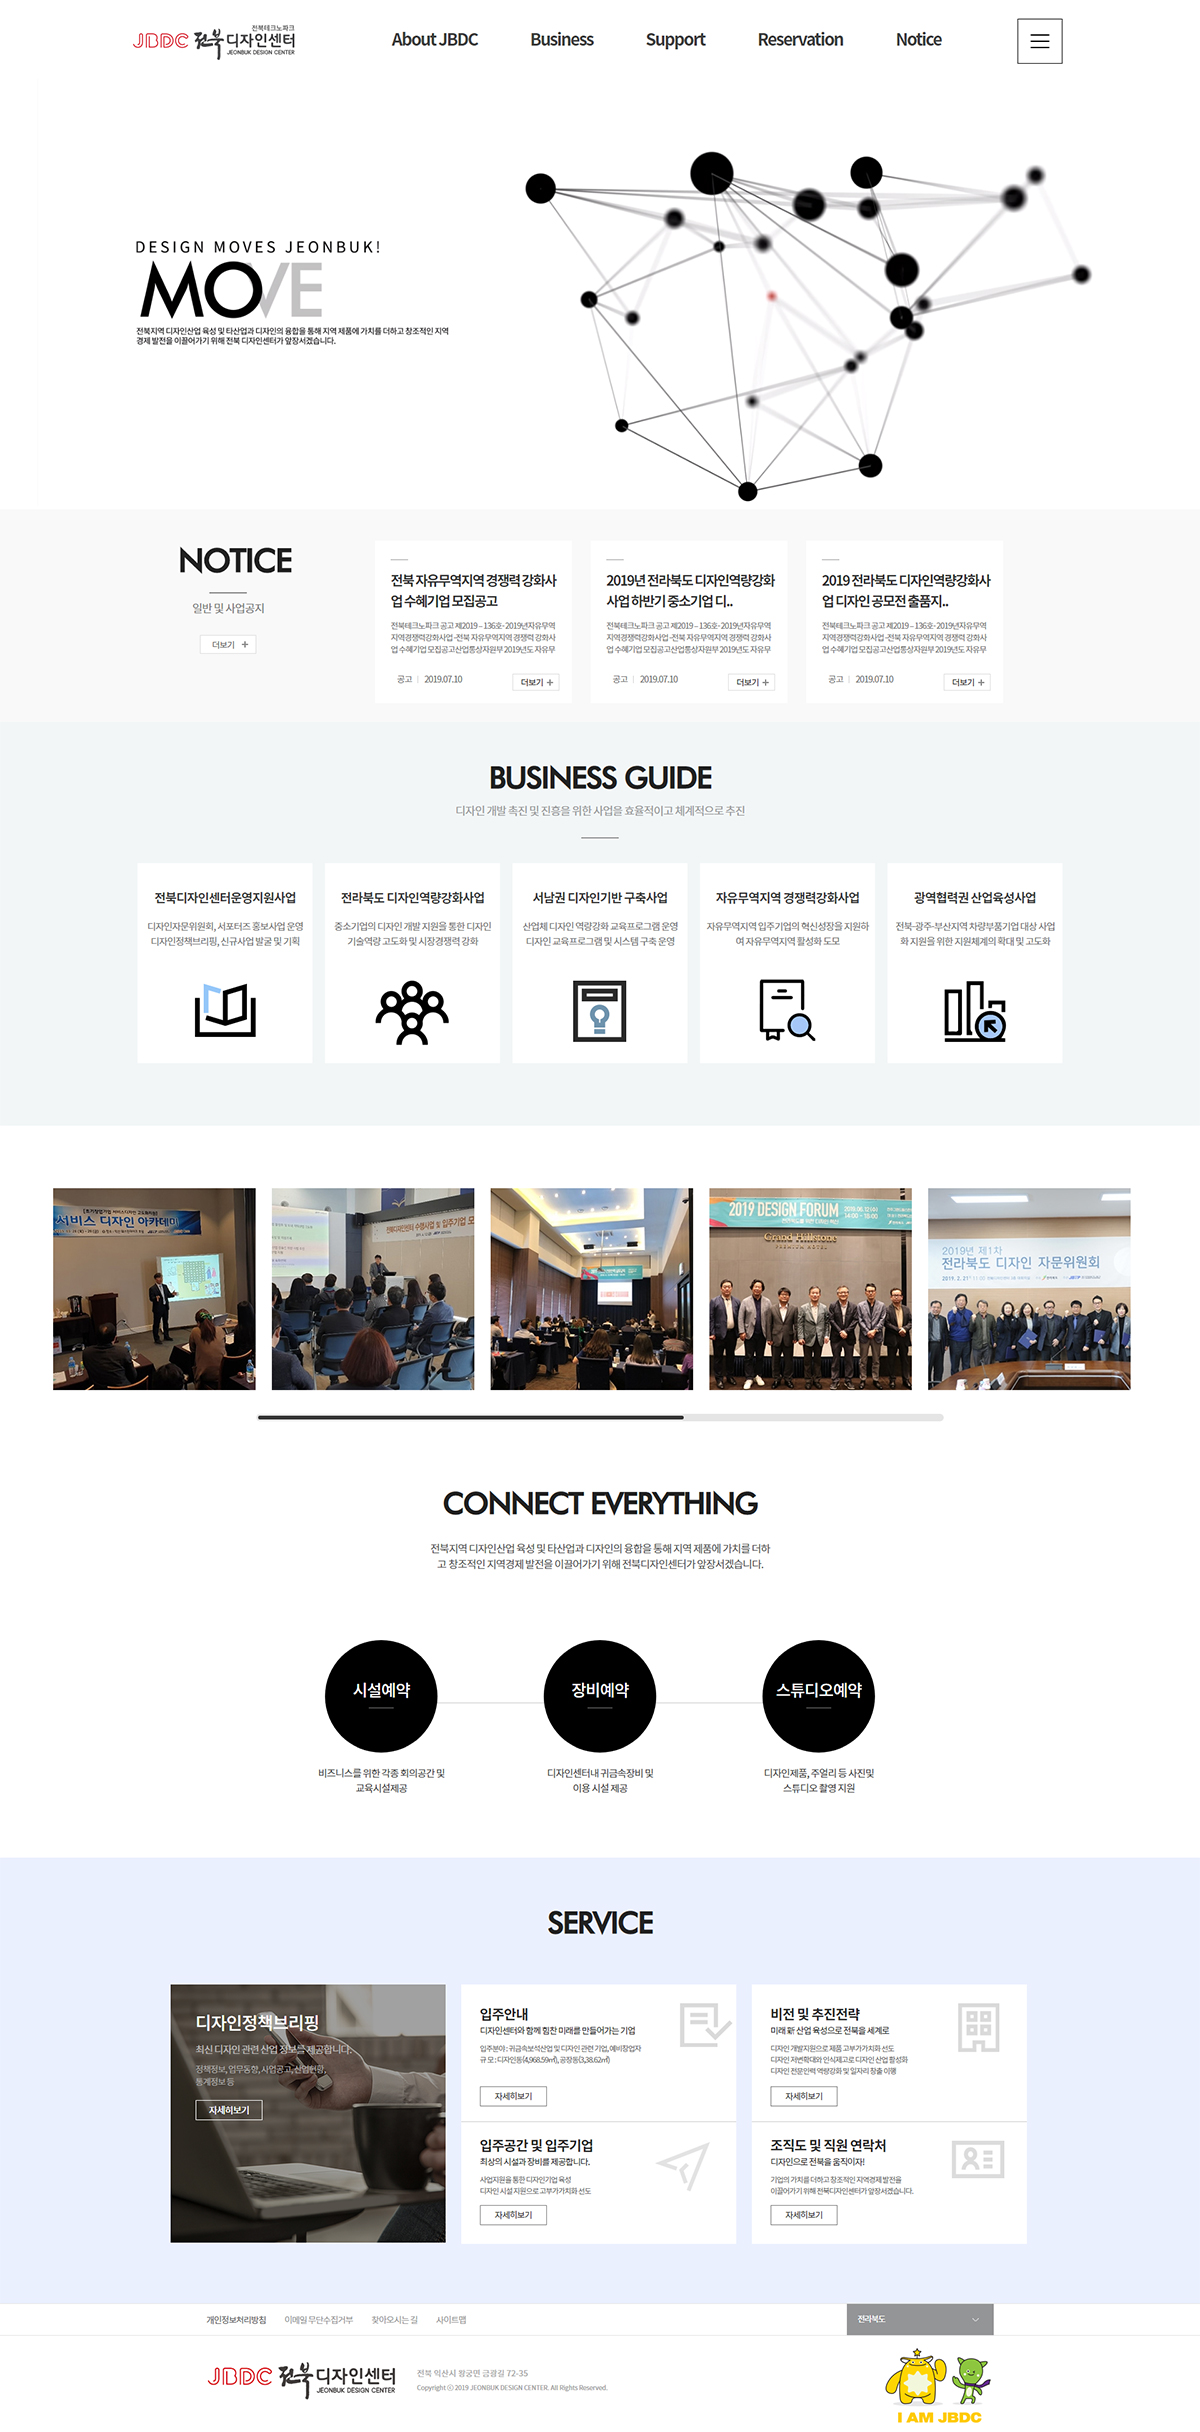 전북테크노파크
JBDC 전북디자인센터
JEONBUK DESIGN CENTER
About JBDC
Business
Support
Reservation
Notice
DESIGN MOVES JEONBUK!
MOVE
전북지역 디자인산업 육성 및 타산업과 디자인의 융합을 통해 지역 제품에 가치를 더하고 창조적인 지역
경제 발전을 이끌어가기 위해 전북 디자인센터가 앞장서겠습니다.
NOTICE
일반 및 사업공지
더보기 +
전북 자유무역지역 경쟁력 강화사
업 수혜기업 모집공고
전북테크노파크 공고 제2019 – 136호- 2019년자유무역
지역경쟁력강화사업 -전북 자유무역지역 경쟁력 강화사
업 수혜기업 모집공고산업통상자원부 2019년도 자유무
공고 | 2019.07.10
더보기 +
2019년 전라북도 디자인역량강화
사업 하반기 중소기업 디..
전북테크노파크 공고 제2019 – 136호- 2019년자유무역
지역경쟁력강화사업 -전북 자유무역지역 경쟁력 강화사
업 수혜기업 모집공고산업통상자원부 2019년도 자유무
공고 | 2019.07.10
더보기 +
2019 전라북도 디자인역량강화사
업 디자인 공모전 출품지..
전북테크노파크 공고 제2019 – 136호- 2019년자유무역
지역경쟁력강화사업 -전북 자유무역지역 경쟁력 강화사
업 수혜기업 모집공고산업통상자원부 2019년도 자유무
공고 | 2019.07.10
더보기 +
BUSINESS GUIDE
디자인 개발 촉진 및 진흥을 위한 사업을 효율적이고 체계적으로 추진
전북디자인센터운영지원사업
디자인자문위원회, 서포터즈 홍보사업 운영
디자인정책브리핑, 신규사업 발굴 및 기획
전라북도 디자인역량강화사업
중소기업의 디자인 개발 지원을 통한 디자인
기술역량 고도화 및 시장경쟁력 강화
서남권 디자인기반 구축사업
산업체 디자인 역량강화 교육프로그램 운영
디자인 교육프로그램 및 시스템 구축 운영
자유무역지역 경쟁력강화사업
자유무역지역 입주기업의 혁신성장을 지원하
여 자유무역지역 활성화 도모
광역협력권 산업육성사업
전북-광주-부산지역 차량부품기업 대상 사업
화 지원을 위한 지원체계의 확대 및 고도화
서비스 디자인 아카데미
전북디자인센터 수행사업 및 입주기업 모
2019 DESIGN FORUM
2019.06.12(수)
14:00 ~ 18:00
Grand Hillstone
PREMIUM HOTEL
2019년 제1차
전라북도 디자인 자문위원회
CONNECT EVERYTHING
전북지역 디자인산업 육성 및 타산업과 디자인의 융합을 통해 지역 제품에 가치를 더하
고 창조적인 지역경제 발전을 이끌어가기 위해 전북디자인센터가 앞장서겠습니다.
시설예약
장비예약
스튜디오예약
비즈니스를 위한 각종 회의공간 및
교육시설제공
디자인센터내 귀금속장비 및
이용 시설 제공
디자인제품, 주얼리 등 사진및
스튜디오 촬영 지원
SERVICE
디자인정책브리핑
최신 디자인 관련 산업 정보를 제공합니다.
정책정보, 업무동향, 사업공고, 산업현황,
통계정보 등
자세히보기
입주안내
디자인센터와 함께 힘찬 미래를 만들어가는 기업
입주분야 : 귀금속보석산업 및 디자인 관련 기업, 예비창업자
규 모 : 디자인동(4,968.59㎡), 공장동(3,38.62㎡)
자세히보기
비전 및 추진전략
미래 新 산업 육성으로 전북을 세계로
디자인 개발지원으로 제품 고부가가치화 선도
디자인 저변확대와 인식제고로 디자인 산업 활성화
디자인 전문인력 역량강화 및 일자리 창출 이행
자세히보기
입주공간 및 입주기업
최상의 시설과 장비를 제공합니다.
사업지원을 통한 디자인기업 육성
디자인 시설 지원으로 고부가가치화 선도
자세히보기
조직도 및 직원 연락처
디자인으로 전북을 움직이자!
기업의 가치를 더하고 창조적인 지역경제 발전을
이끌어가기 위해 전북디자인센터가 앞장서겠습니다.
자세히보기
개인정보처리방침
이메일 무단수집거부
찾아오시는 길
사이트맵
전라북도
JBDC 전북디자인센터
JEONBUK DESIGN CENTER
전북 익산시 왕궁면 금광길 72-35
Copyright ⓒ 2019 JEONBUK DESIGN CENTER. All Rights Reserved.
I AM JBDC